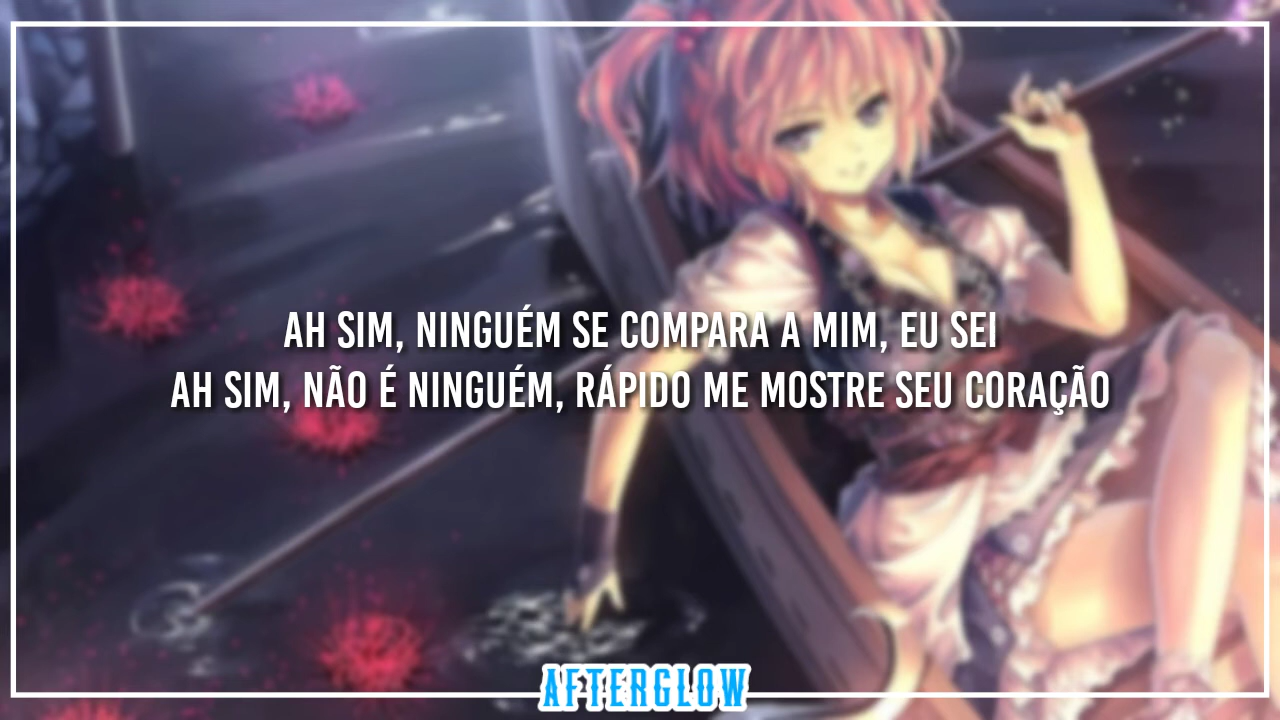 AH SIM, NINGUÉM SE COMPARA A MIM, EU SEI
AH SIM, NÃO É NINGUÉM, RÁPIDO ME MOSTRE SEU CORAÇÃO
AFTERGLOW